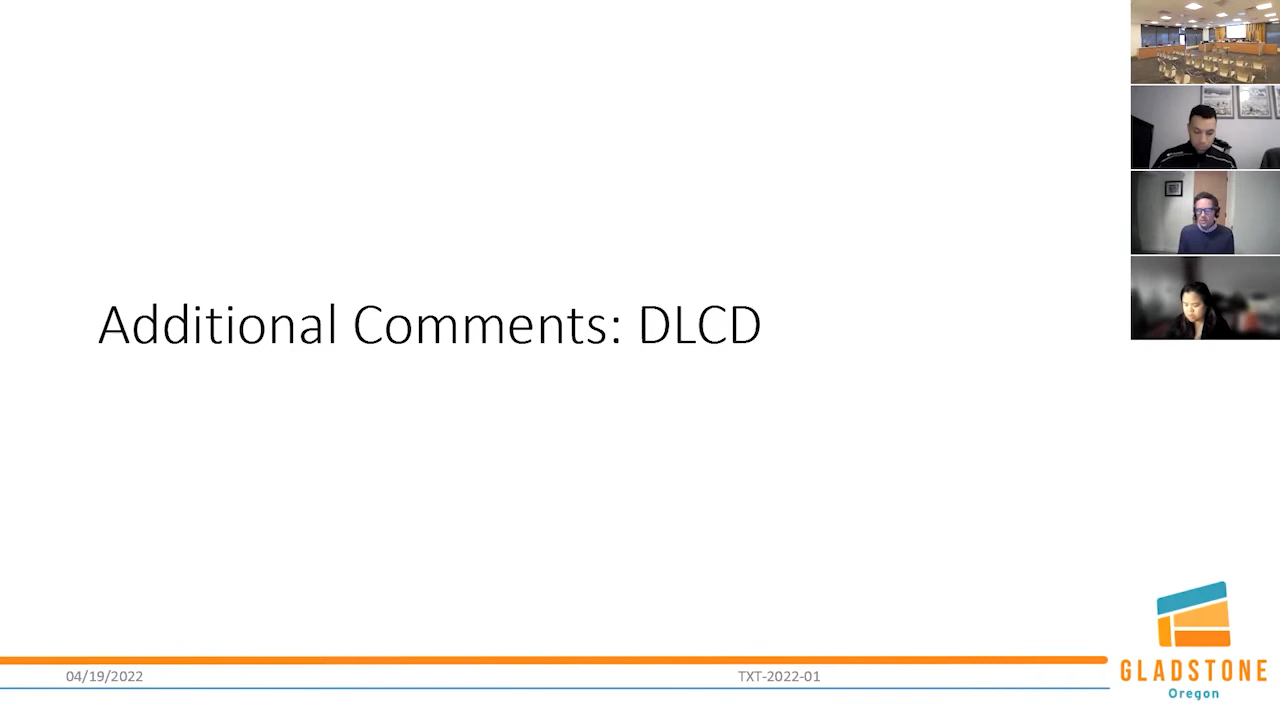 Additional Comments: DLCD
04/19/2022
TXT-2022-01
GLADSTONE
Oregon